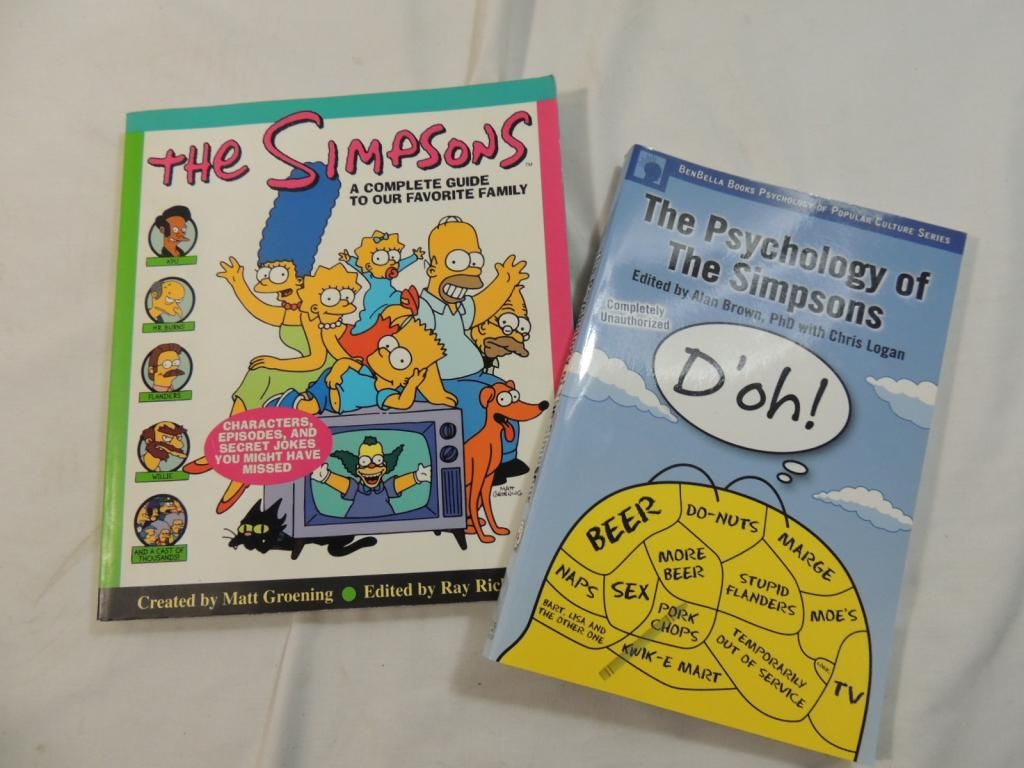 THE SIMPSONS
TM
A COMPLETE GUIDE
TO OUR FAVORITE FAMILY
APU
MR. BURNS
FLANDERS
WILLIE
AND A CAST OF
THOUSANDS!
CHARACTERS,
EPISODES, AND
SECRET JOKES
YOU MIGHT HAVE
MISSED
MATT
GROENING
Created by Matt Groening ● Edited by Ray Ric
BENBELLA BOOKS PSYCHOLOGY OF POPULAR CULTURE SERIES
The Psychology of
The Simpsons
Edited by Alan Brown, PhD with Chris Logan
Completely
Unauthorized
D'oh!
BEER
DO-NUTS
MARGE
NAPS
SEX
MORE
BEER
STUPID
FLANDERS
MOE'S
BART, LISA AND
THE OTHER ONE
PORK
CHOPS
KWIK-E MART
TEMPORARILY
OUT OF SERVICE
TV